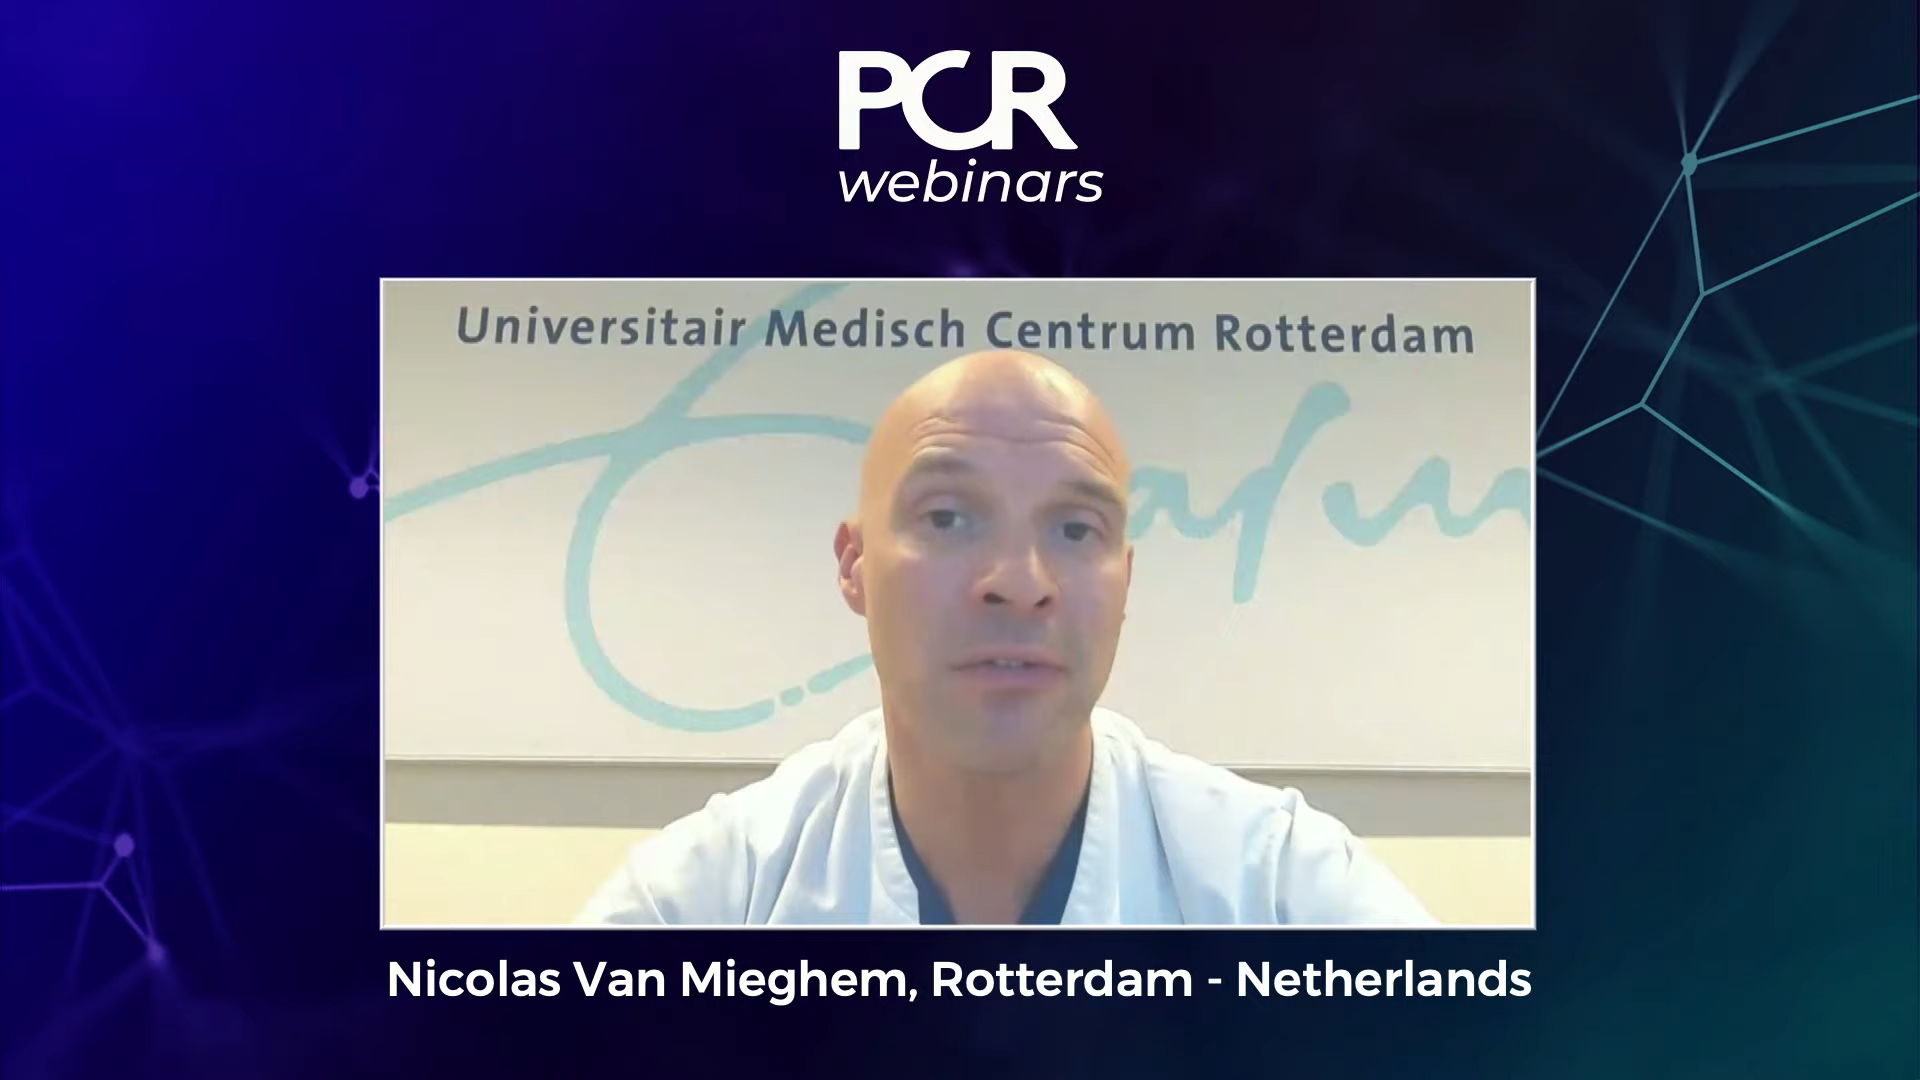 PCR
webinars
Universitair Medisch Centrum Rotterdam
Nicolas Van Mieghem, Rotterdam - Netherlands